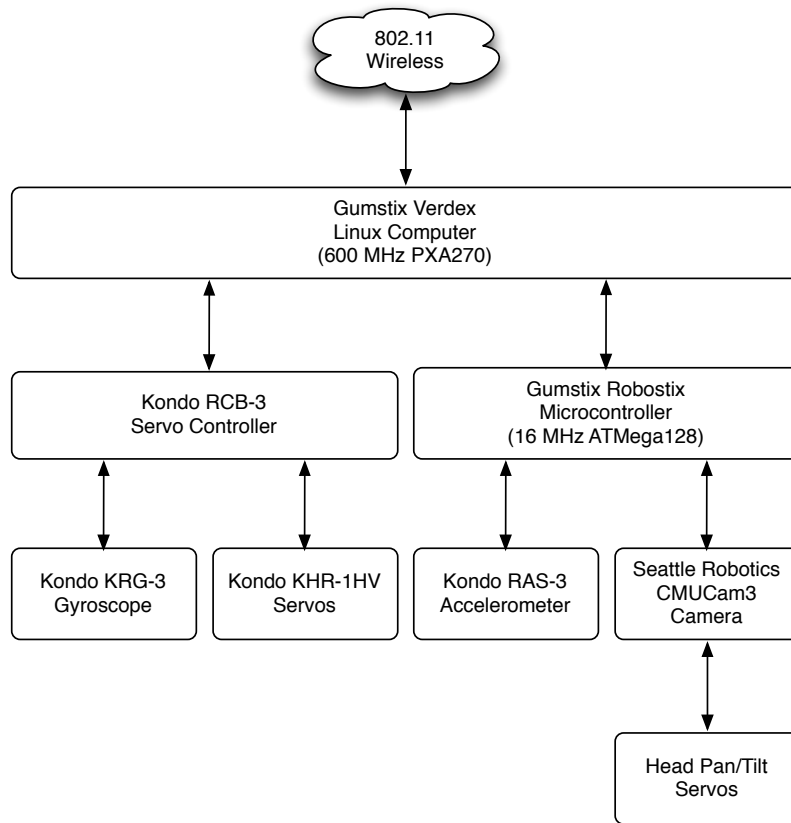 802.11
Wireless
Gumstix Verdex
Linux Computer
(600 MHz PXA270)
Kondo RCB-3
Servo Controller
Gumstix Robostix
Microcontroller
(16 MHz ATMega128)
Kondo KRG-3
Gyroscope
Kondo KHR-1HV
Servos
Kondo RAS-3
Accelerometer
Seattle Robotics
CMUCam3
Camera
Head Pan/Tilt
Servos